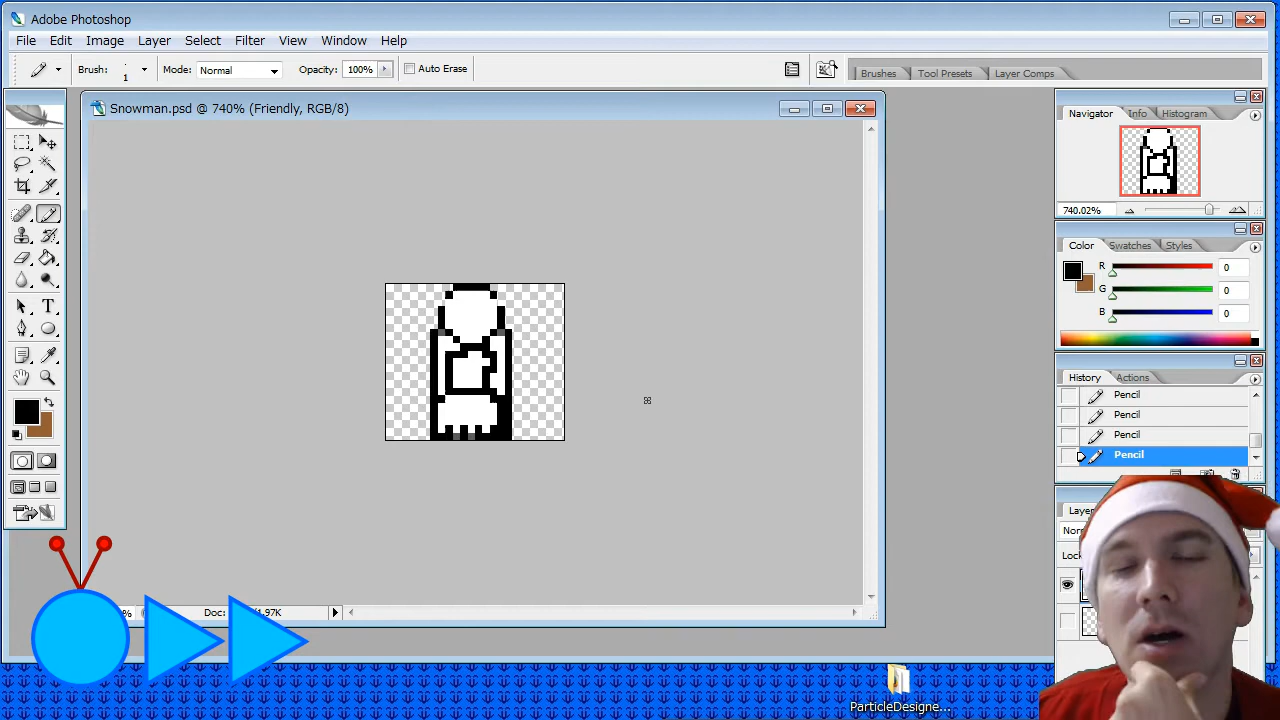 Adobe Photoshop
File Edit Image Layer Select Filter View Window Help
Brush: 1 Mode: Normal Opacity: 100% Auto Erase
Brushes Tool Presets Layer Comps
Snowman.psd @ 740% (Friendly, RGB/8)
Navigator Info Histogram
740.02%
Color Swatches Styles
R 0
G 0
B 0
History Actions
Pencil
Pencil
Pencil
Pencil
Doc:
ParticleDesigne...